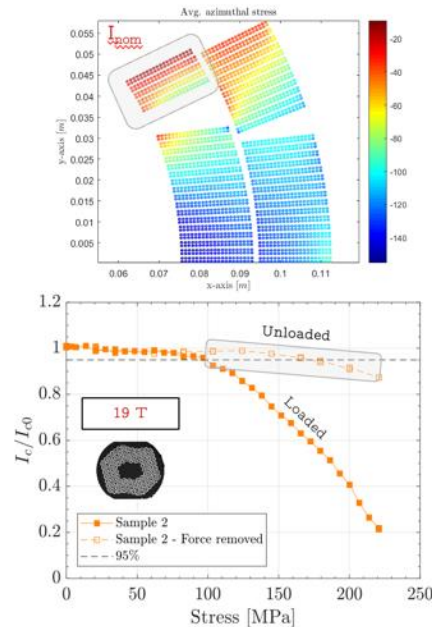 Avg. azimuthal stress
I_nom
0.055
0.05
0.045
0.04
0.035
0.03
0.025
0.02
0.015
0.01
0.005
y-axis [m]
0.06 0.07 0.08 0.09 0.1 0.11
x-axis [m]
-20
-40
-60
-80
-100
-120
-140
1.2
1
0.8
0.6
0.4
0.2
0
I_c/I_c0
Unloaded
Loaded
19 T
Sample 2
Sample 2 - Force removed
95%
0 50 100 150 200 250
Stress [MPa]